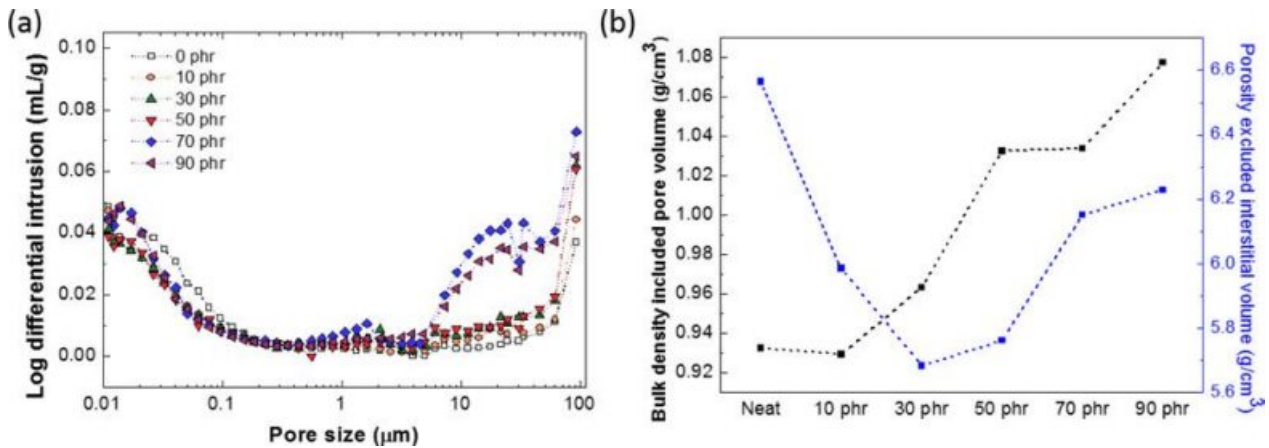 (a)
Log differential intrusion (mL/g)
0.10
0.08
0.06
0.04
0.02
0.00
0 phr
10 phr
30 phr
50 phr
70 phr
90 phr
0.01
0.1
1
10
100
Pore size (μm)
(b)
Bulk density included pore volume (g/cm³)
1.08
1.06
1.04
1.02
1.00
0.98
0.96
0.94
0.92
Neat
10 phr
30 phr
50 phr
70 phr
90 phr
6.6
6.4
6.2
6.0
5.8
5.6
Porosity excluded interstitial volume (g/cm³)